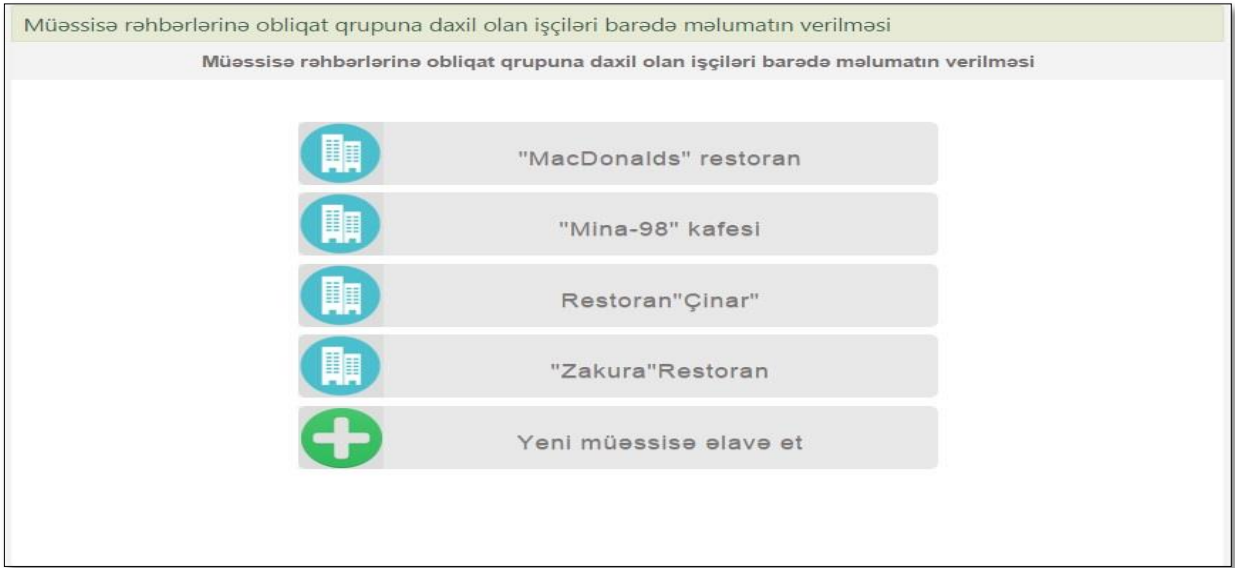 Müəssisə rəhbərlərinə obliqat qrupuna daxil olan işçiləri barədə məlumatın verilməsi
Müəssisə rəhbərlərinə obliqat qrupuna daxil olan işçiləri barədə məlumatın verilməsi
"MacDonalds" restoran
"Mina-98" kafesi
Restoran"Çinar"
"Zakura"Restoran
Yeni müəssisə əlavə et